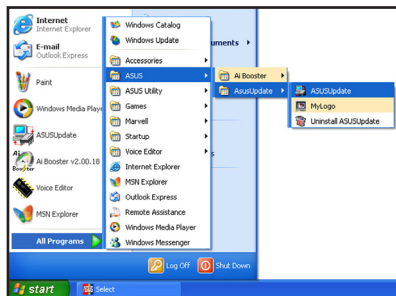 Internet
Internet Explorer
E-mail
Outlook Express
Paint
Windows Media Playe
ASUSUpdate
Ai Booster v2.00.18
Voice Editor
MSN Explorer
All Programs
Windows Catalog
Windows Update
Accessories
ASUS
ASUS Utility
Games
Marvell
Startup
Voice Editor
Internet Explorer
MSN Explorer
Outlook Express
Remote Assistance
Windows Media Player
Windows Messenger
uments
s
Ai Booster
AsusUpdate
ASUSUpdate
MyLogo
Uninstall ASUSUpdate
Log Off
Shut Down
start
Select